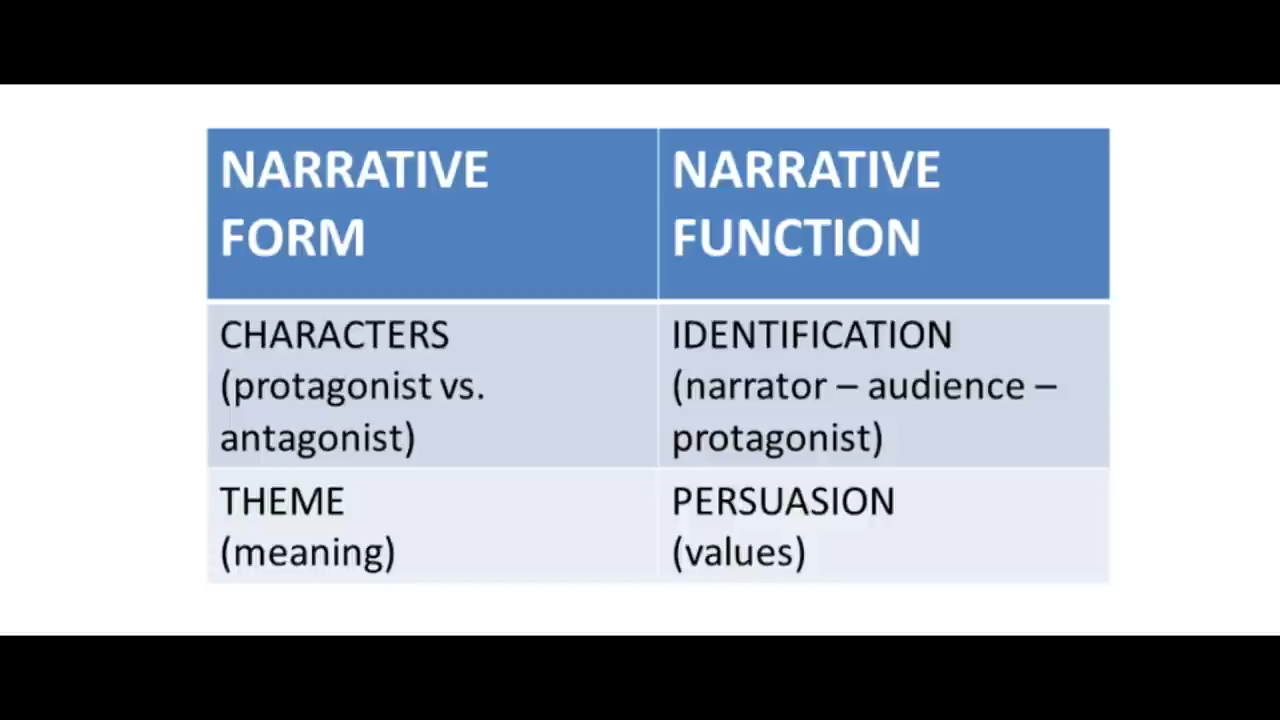 NARRATIVE
FORM
NARRATIVE
FUNCTION
CHARACTERS
(protagonist vs.
antagonist)
IDENTIFICATION
(narrator – audience –
protagonist)
THEME
(meaning)
PERSUASION
(values)